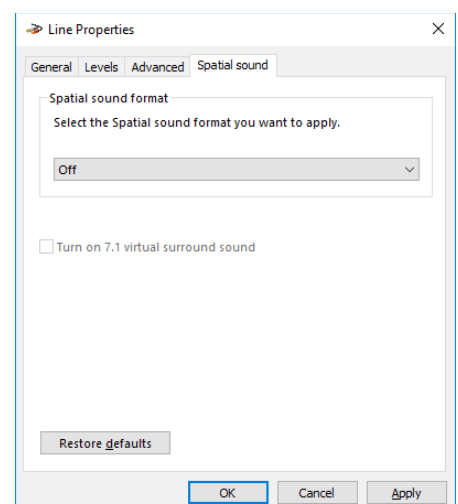 Line Properties
General Levels Advanced Spatial sound
Spatial sound format
Select the Spatial sound format you want to apply.
Off
Turn on 7.1 virtual surround sound
Restore defaults
OK Cancel Apply